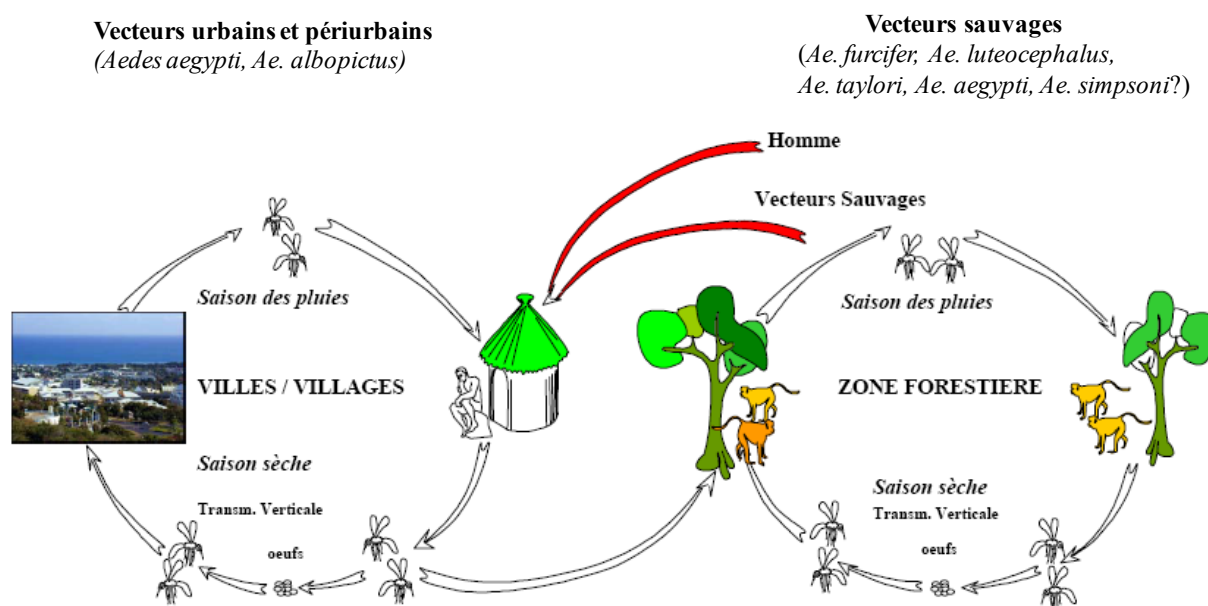 Vecteurs urbains et périurbains
(Aedes aegypti, Ae. albopictus)
Vecteurs sauvages
(Ae. furcifer, Ae. luteocephalus,
Ae. taylori, Ae. aegypti, Ae. simpsoni?)
Homme
Vecteurs Sauvages
Saison des pluies
VILLES / VILLAGES
Saison sèche
Transm. Verticale
oeufs
Saison des pluies
ZONE FORESTIERE
Saison sèche
Transm. Verticale
oeufs